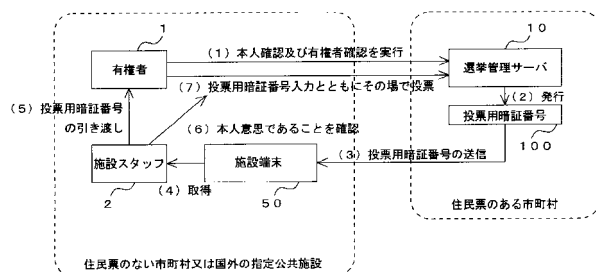 1
有権者
(1)本人確認及び有権者確認を実行
10
選挙管理サーバ
(7)投票用暗証番号入力とともにその場で投票
(2)発行
(5)投票用暗証番号
の引き渡し
投票用暗証番号
100
(6)本人意思であることを確認
(3)投票用暗証番号の送信
施設スタッフ
施設端末
2
(4)取得
50
住民票のある市町村
住民票のない市町村又は国外の指定公共施設